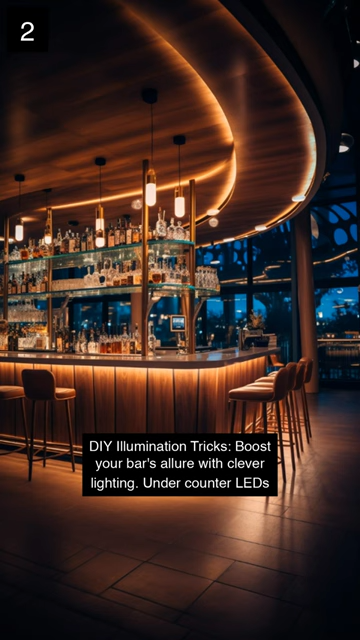 2
DIY Illumination Tricks: Boost
your bar's allure with clever
lighting. Under counter LEDs